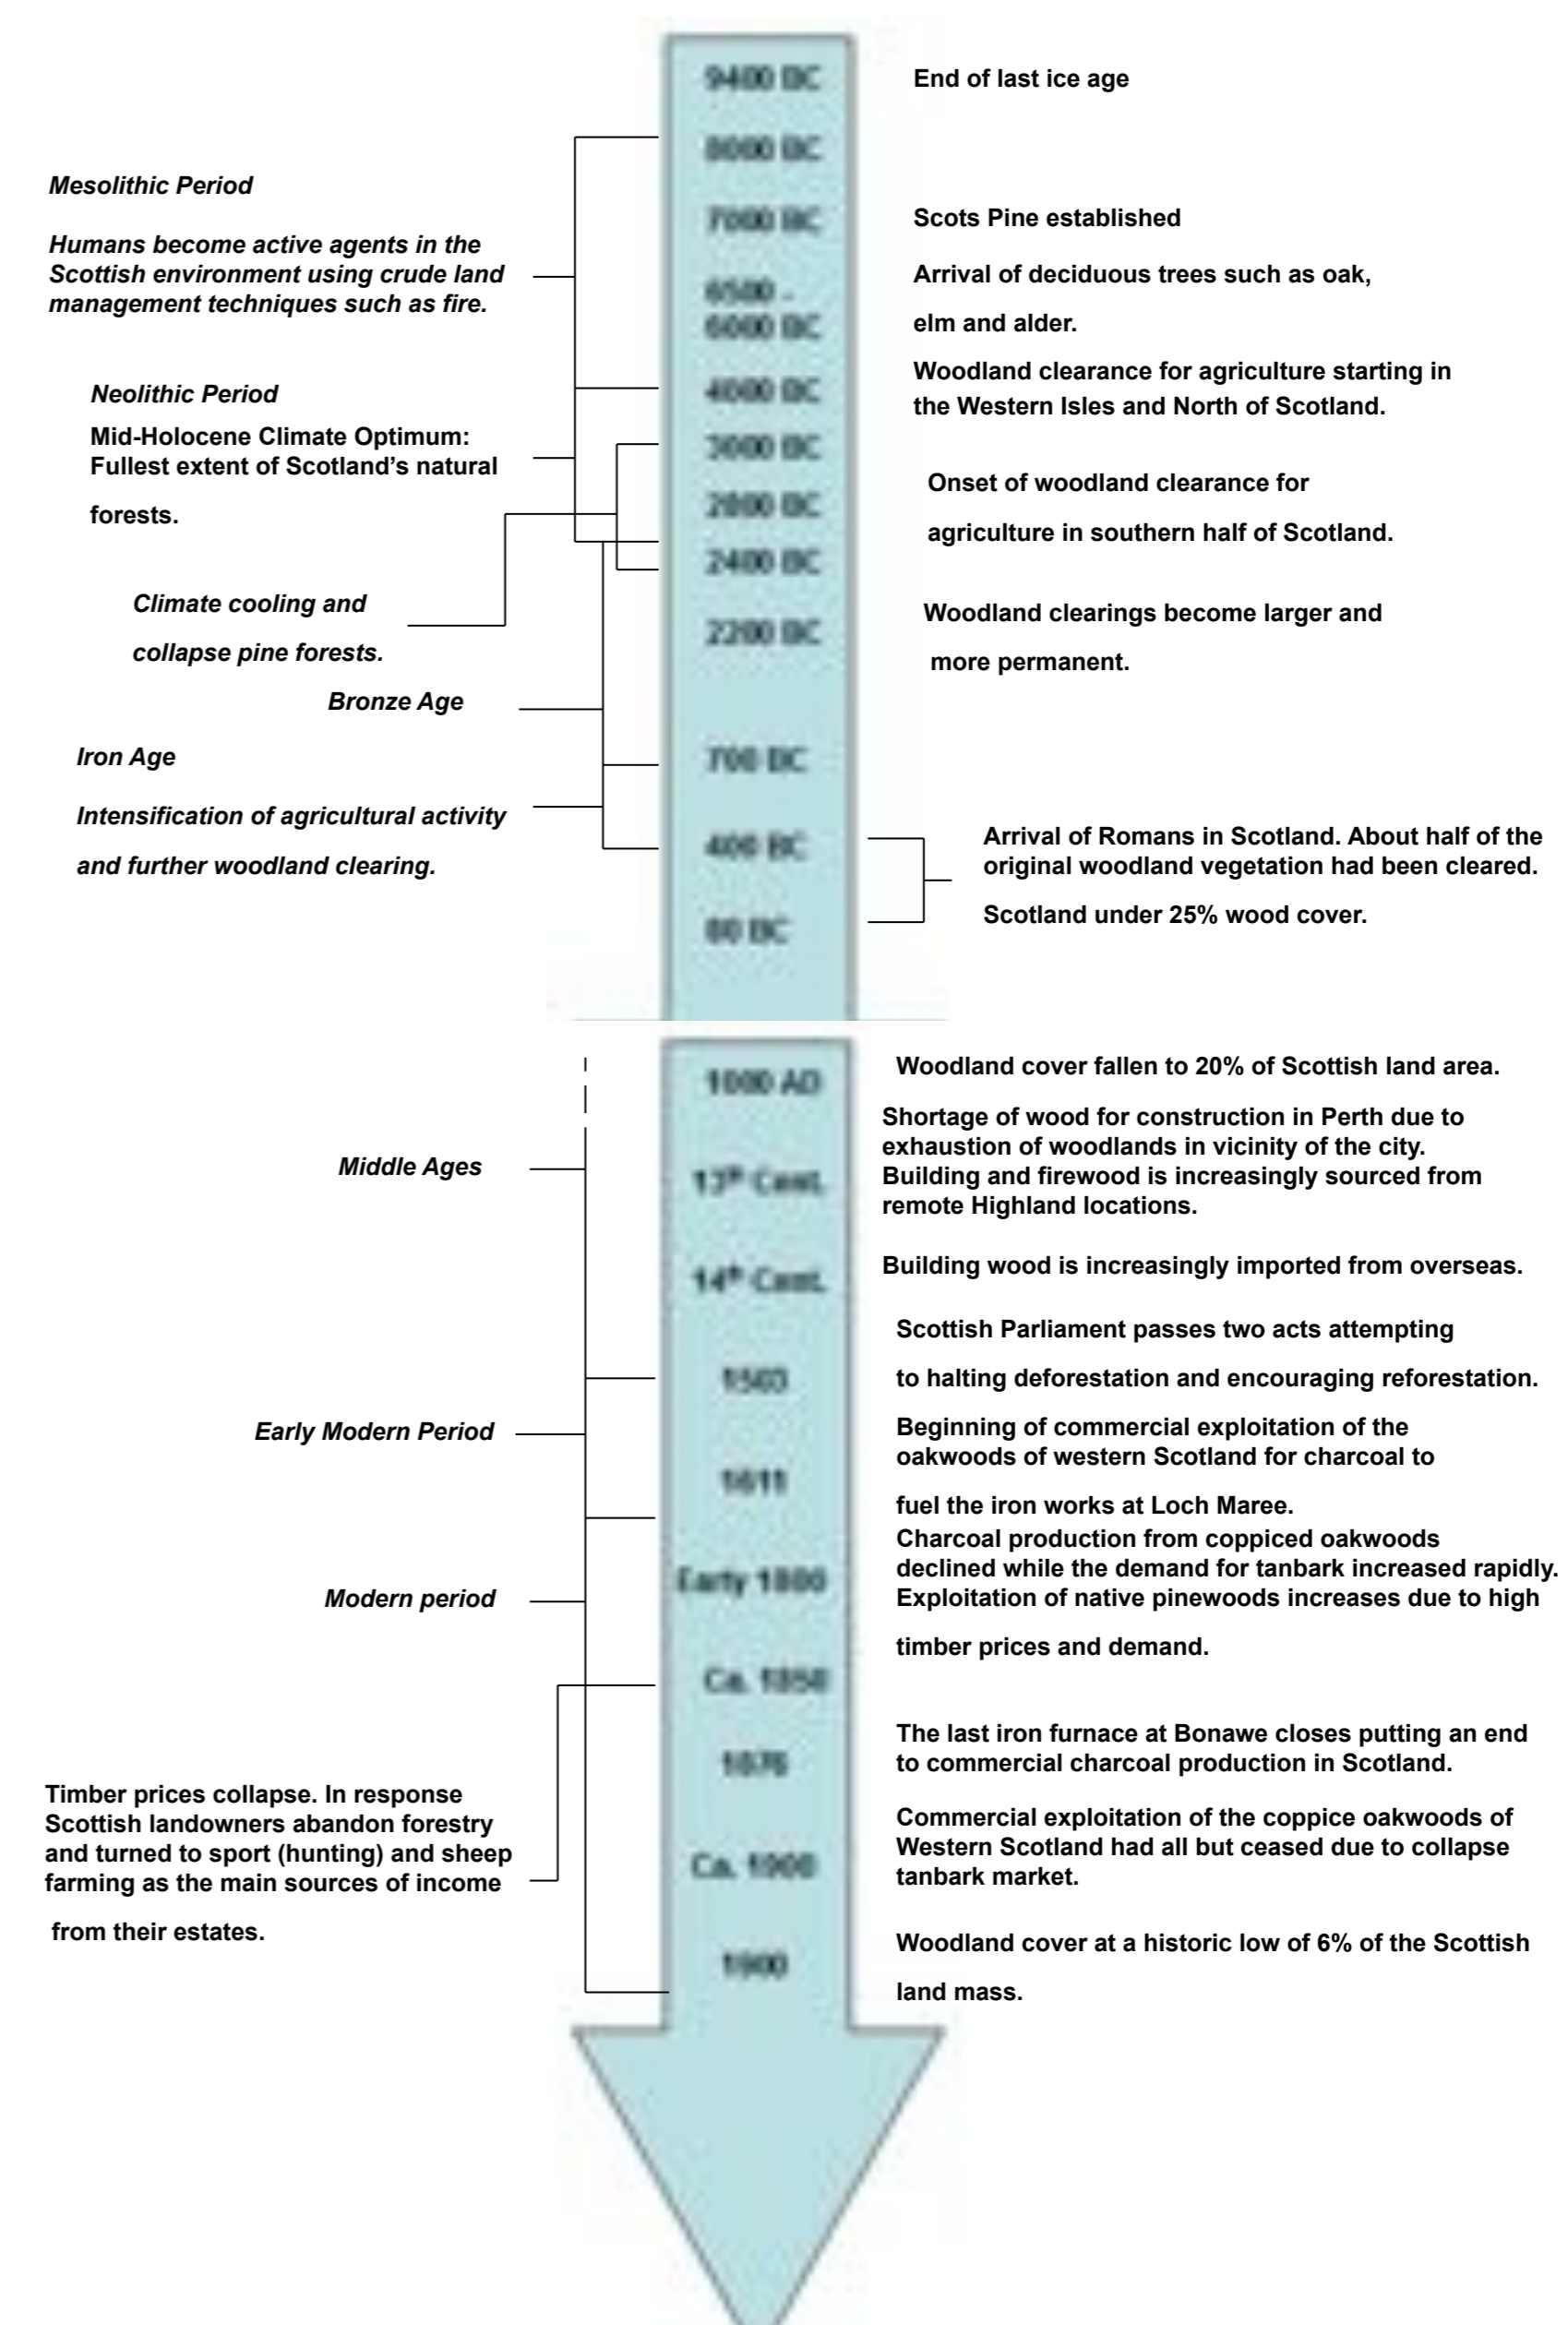 9400 BC
End of last ice age
8000 BC
Mesolithic Period
Humans become active agents in the
Scottish environment using crude land
management techniques such as fire.
7000 BC
Scots Pine established
6500 -
6000 BC
Arrival of deciduous trees such as oak,
elm and alder.
4000 BC
Woodland clearance for agriculture starting in
the Western Isles and North of Scotland.
Neolithic Period
Mid-Holocene Climate Optimum:
Fullest extent of Scotland’s natural
forests.
3000 BC
BC
Onset of woodland clearance for
agriculture in southern half of Scotland.
2400 BC
Climate cooling and
collapse pine forests.
2200 BC
Woodland clearings become larger and
more permanent.
Bronze Age
Iron Age
Intensification of agricultural activity
and further woodland clearing.
700 BC
400 BC
Arrival of Romans in Scotland. About half of the
original woodland vegetation had been cleared.
Scotland under 25% wood cover.
80 BC
1000 AD
Woodland cover fallen to 20% of Scottish land area.
Middle Ages
13th Cent.
Shortage of wood for construction in Perth due to
exhaustion of woodlands in vicinity of the city.
Building and firewood is increasingly sourced from
remote Highland locations.
14th Cent.
Building wood is increasingly imported from overseas.
1503
Scottish Parliament passes two acts attempting
to halting deforestation and encouraging reforestation.
Early Modern Period
1611
Beginning of commercial exploitation of the
oakwoods of western Scotland for charcoal to
fuel the iron works at Loch Maree.
Modern period
Early 1800
Charcoal production from coppiced oakwoods
declined while the demand for tanbark increased rapidly.
Exploitation of native pinewoods increases due to high
timber prices and demand.
Ca. 1850
1876
The last iron furnace at Bonawe closes putting an end
to commercial charcoal production in Scotland.
Timber prices collapse. In response
Scottish landowners abandon forestry
and turned to sport (hunting) and sheep
farming as the main sources of income
from their estates.
Ca. 1900
Commercial exploitation of the coppice oakwoods of
Western Scotland had all but ceased due to collapse
tanbark market.
1900
Woodland cover at a historic low of 6% of the Scottish
land mass.